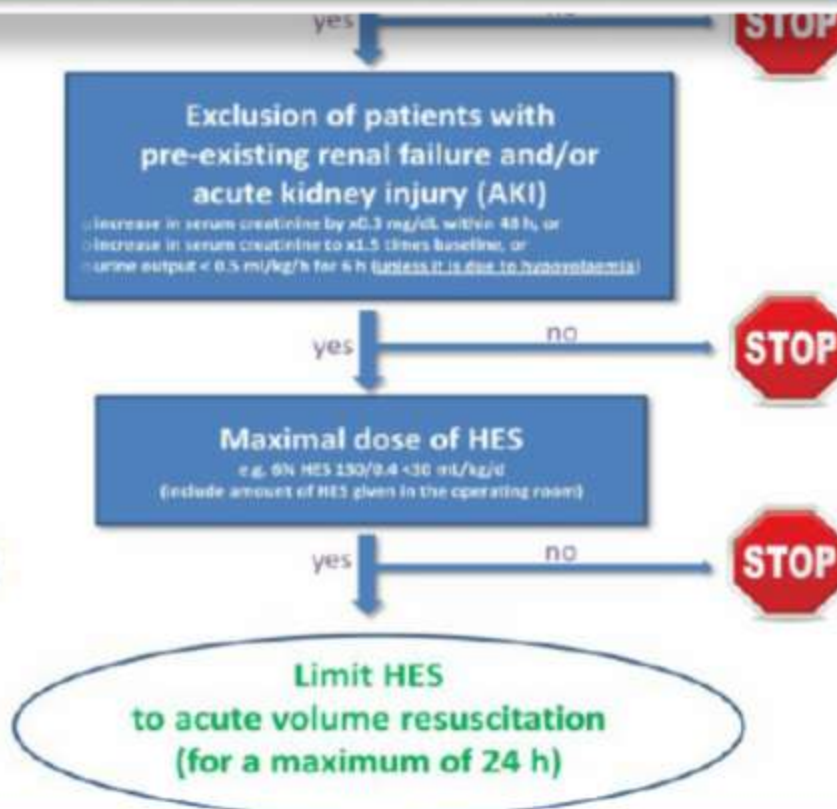 yes
no
STOP
Exclusion of patients with
pre-existing renal failure and/or
acute kidney injury (AKI)
increase in serum creatinine by x0.3 mg/dL within 48 h, or
increase in serum creatinine to x1.5 times baseline, or
urine output < 0.5 ml/kg/h for 6 h (unless it is due to hypovolaemia)
yes
no
STOP
Maximal dose of HES
e.g. 6% HES 130/0.4 <30 mL/kg/d
(include amount of HES given in the operating room)
yes
no
STOP
Limit HES
to acute volume resuscitation
(for a maximum of 24 h)